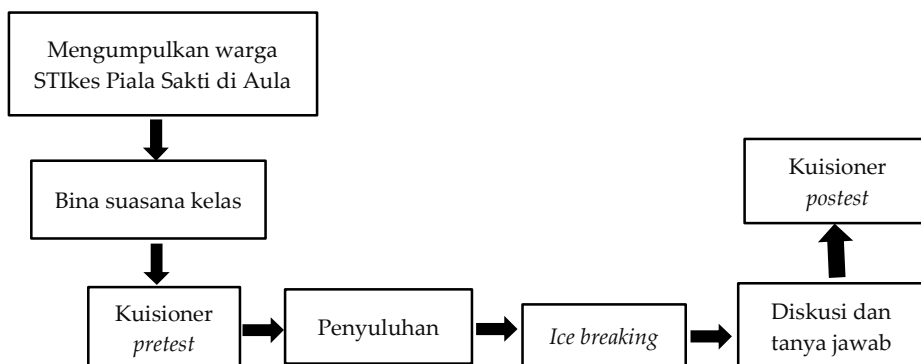 Mengumpulkan warga
STIkes Piala Sakti di Aula
Bina suasana kelas
Kuisioner
pretest
Penyuluhan
Ice breaking
Diskusi dan
tanya jawab
Kuisioner
postest